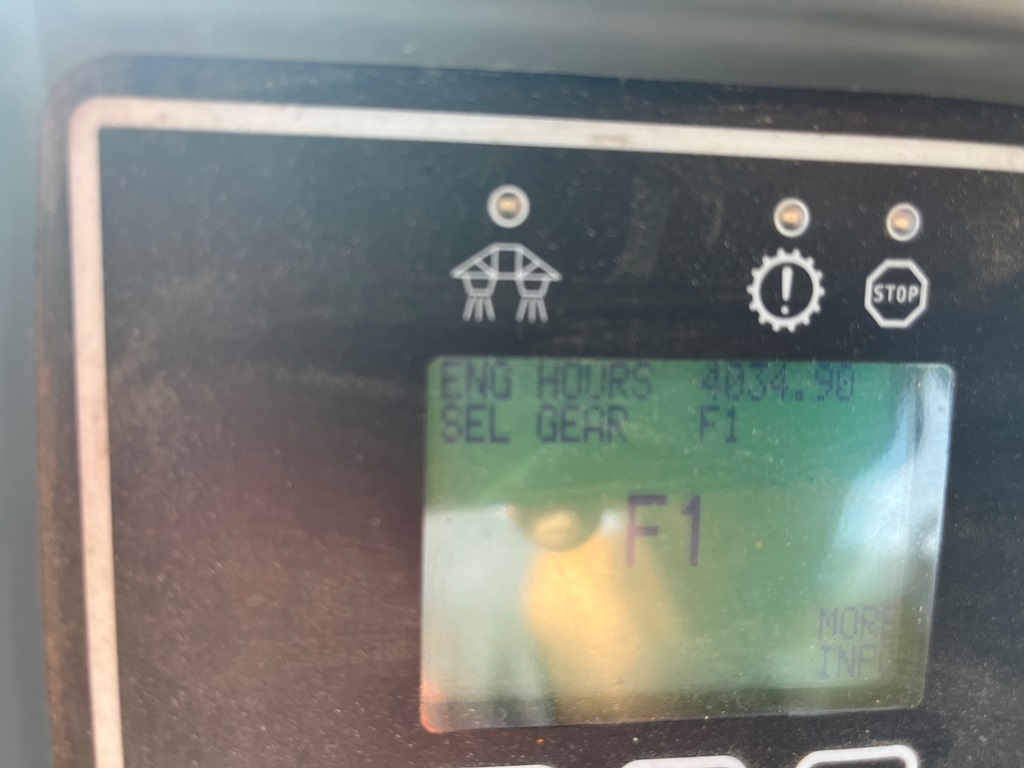 STOP
ENG HOURS 4034.90
SEL GEAR F1
F1
MORE
INFO